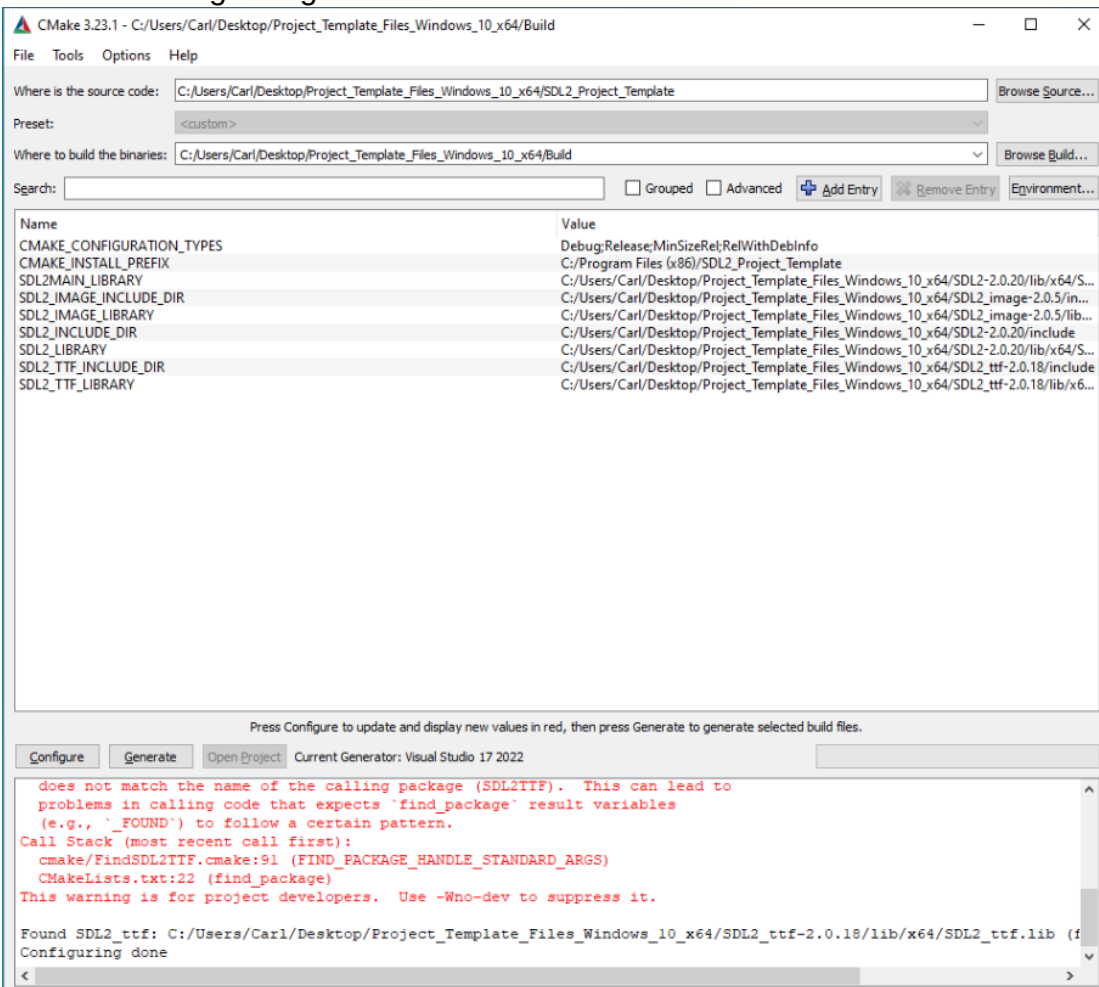 CMake 3.23.1 - C:/Users/Carl/Desktop/Project_Template_Files_Windows_10_x64/Build
File Tools Options Help
Where is the source code: C:/Users/Carl/Desktop/Project_Template_Files_Windows_10_x64/SDL2_Project_Template Browse Source...
Preset: <custom>
Where to build the binaries: C:/Users/Carl/Desktop/Project_Template_Files_Windows_10_x64/Build Browse Build...
Search: Grouped Advanced Add Entry Remove Entry Environment...
Name Value
CMAKE_CONFIGURATION_TYPES Debug;Release;MinSizeRel;RelWithDebInfo
CMAKE_INSTALL_PREFIX C:/Program Files (x86)/SDL2_Project_Template
SDL2MAIN_LIBRARY C:/Users/Carl/Desktop/Project_Template_Files_Windows_10_x64/SDL2-2.0.20/lib/x64/S...
SDL2_IMAGE_INCLUDE_DIR C:/Users/Carl/Desktop/Project_Template_Files_Windows_10_x64/SDL2_image-2.0.5/in...
SDL2_IMAGE_LIBRARY C:/Users/Carl/Desktop/Project_Template_Files_Windows_10_x64/SDL2_image-2.0.5/lib...
SDL2_INCLUDE_DIR C:/Users/Carl/Desktop/Project_Template_Files_Windows_10_x64/SDL2-2.0.20/include
SDL2_LIBRARY C:/Users/Carl/Desktop/Project_Template_Files_Windows_10_x64/SDL2-2.0.20/lib/x64/S...
SDL2_TTF_INCLUDE_DIR C:/Users/Carl/Desktop/Project_Template_Files_Windows_10_x64/SDL2_ttf-2.0.18/include
SDL2_TTF_LIBRARY C:/Users/Carl/Desktop/Project_Template_Files_Windows_10_x64/SDL2_ttf-2.0.18/lib/x6...
Press Configure to update and display new values in red, then press Generate to generate selected build files.
Configure Generate Open Project Current Generator: Visual Studio 17 2022
does not match the name of the calling package (SDL2TTF). This can lead to
problems in calling code that expects `find_package` result variables
(e.g., `_FOUND`) to follow a certain pattern.
Call Stack (most recent call first):
cmake/FindSDL2TTF.cmake:91 (FIND_PACKAGE_HANDLE_STANDARD_ARGS)
CMakeLists.txt:22 (find_package)
This warning is for project developers. Use -Wno-dev to suppress it.
Found SDL2_ttf: C:/Users/Carl/Desktop/Project_Template_Files_Windows_10_x64/SDL2_ttf-2.0.18/lib/x64/SDL2_ttf.lib (f
Configuring done